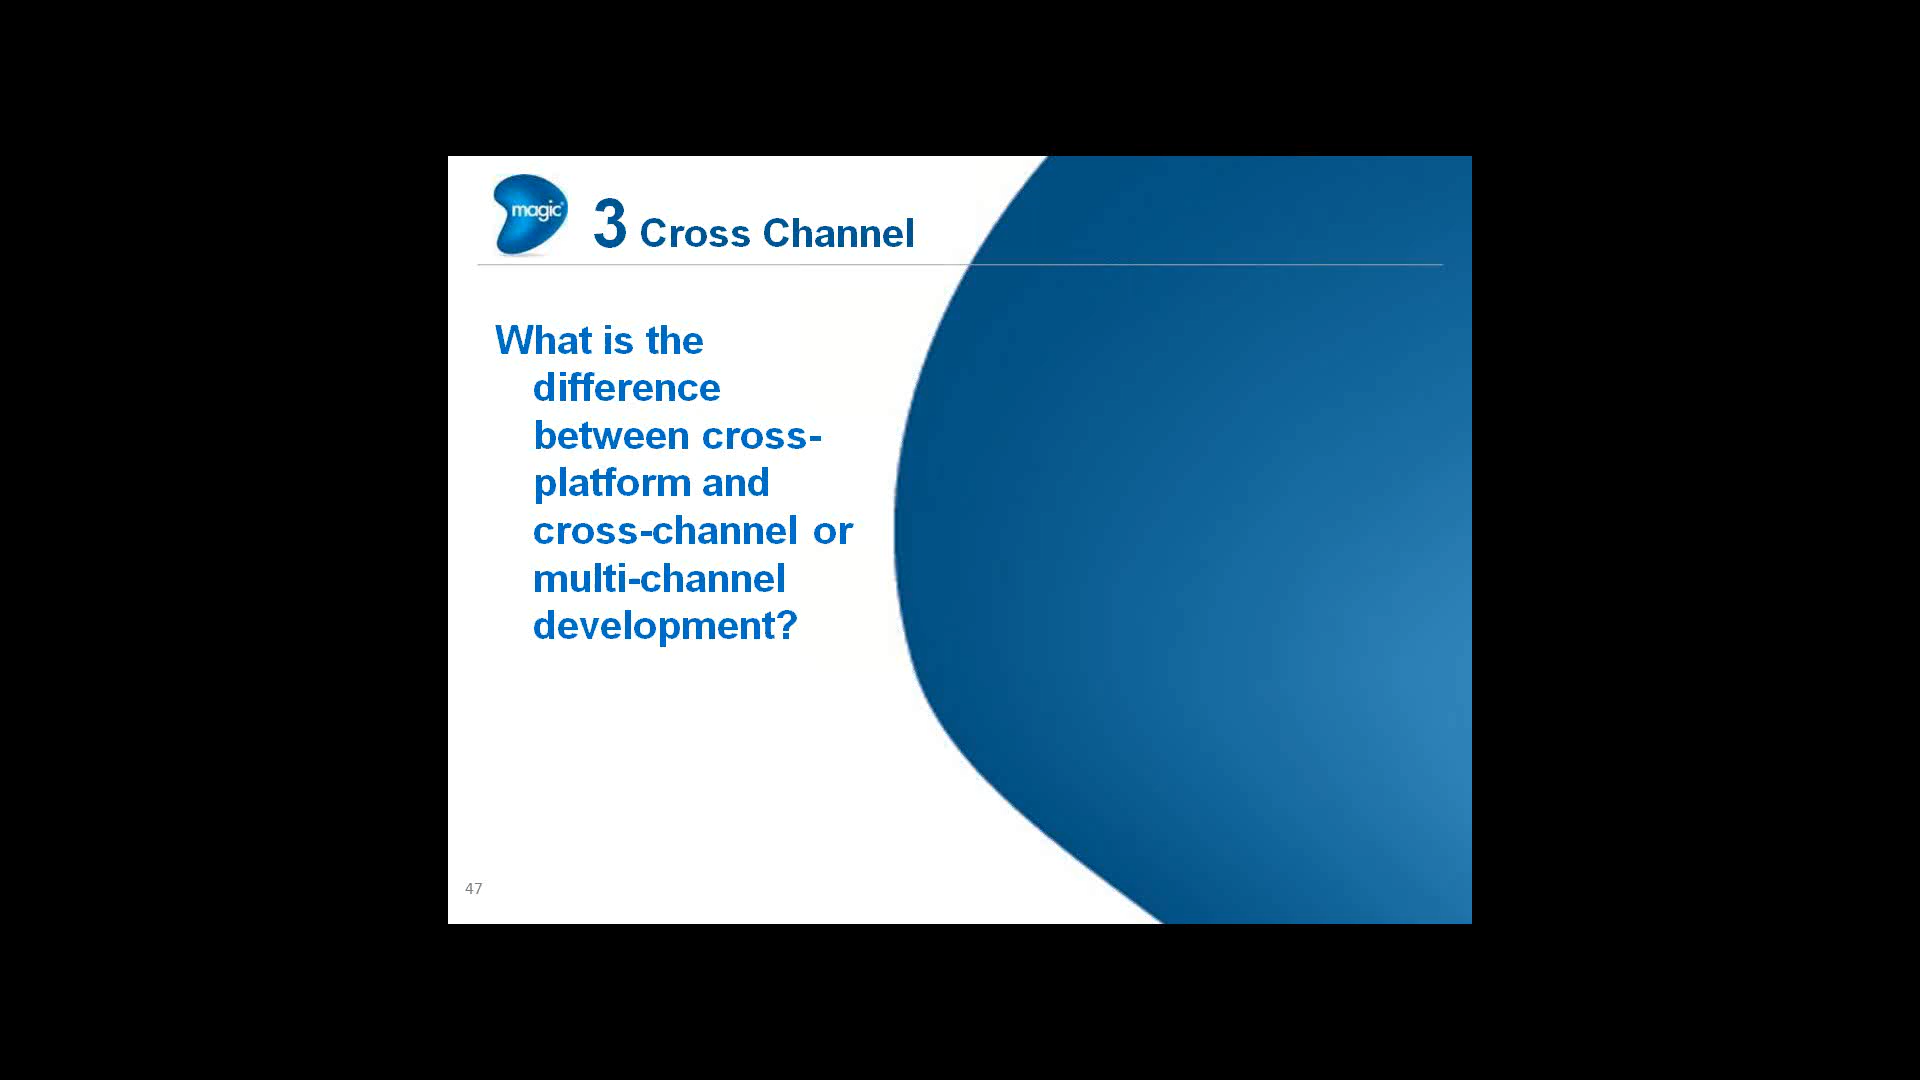 magic
3 Cross Channel
What is the
difference
between cross-
platform and
cross-channel or
multi-channel
development?
47